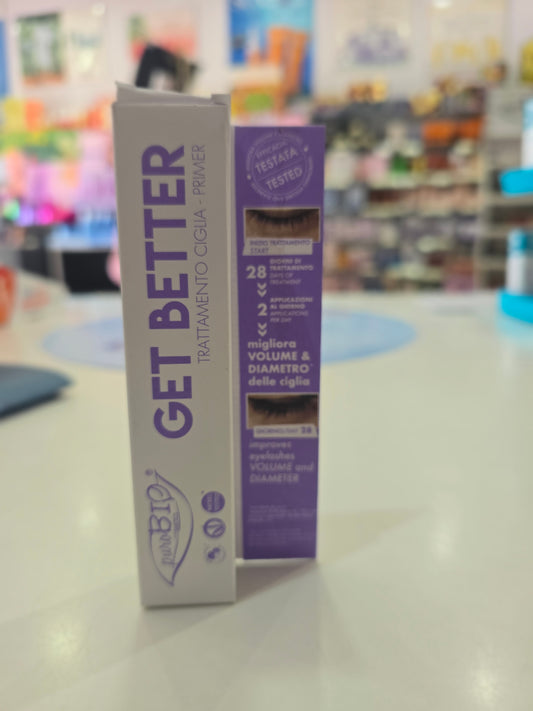 GET BETTER
TRATTAMENTO CIGLIA - PRIMER
puroBIO®
EFFICACIA
TESTATA
TESTED
INIZIO TRATTAMENTO
START
28 GIORNI DI
TRATTAMENTO
DAYS OF
TREATMENT
2 APPLICAZIONI
AL GIORNO
APPLICATIONS
PER DAY
migliora
VOLUME &
DIAMETRO
delle ciglia
GIORNO/DAY 28
improves
eyelashes
VOLUME and
DIAMETER